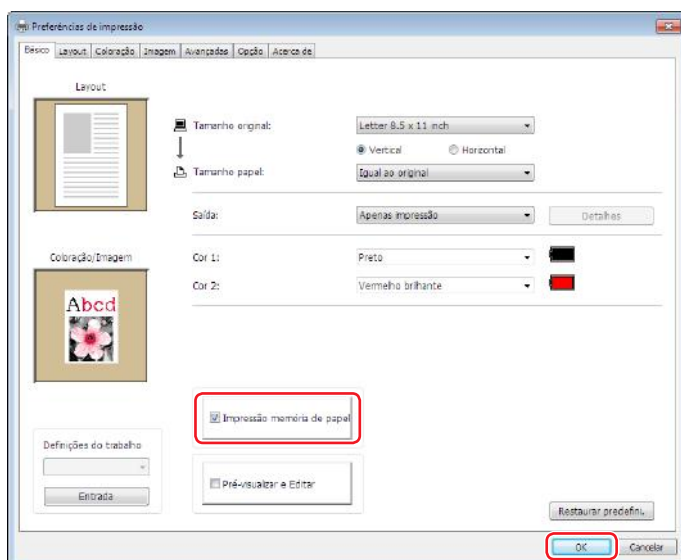 Preferências de impressão
Básico Layout Coloração Imagem Avançadas Opção Acerca de
Layout
Tamanho original: Letter 8.5 x 11 inch
Vertical Horizontal
Tamanho papel: Igual ao original
Saída: Apenas impressão Detalhes
Coloração/Imagem
Cor 1: Preto
Cor 2: Vermelho brilhante
Abcd
Impressão memória de papel
Definições do trabalho
Pré-visualizar e Editar
Entrada
Restaurar predefini.
OK Cancelar